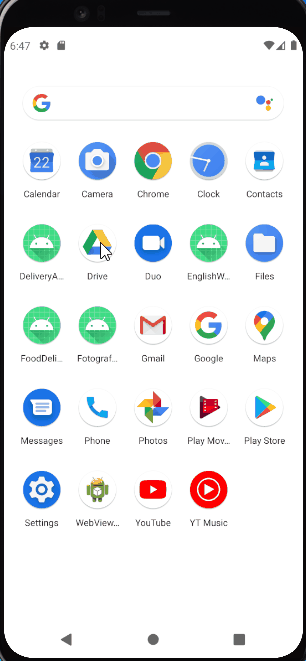 6:47
Calendar Camera Chrome Clock Contacts
DeliveryA... Drive Duo EnglishW... Files
FoodDeli... Fotograf... Gmail Google Maps
Messages Phone Photos Play Mov... Play Store
Settings WebView... YouTube YT Music
22